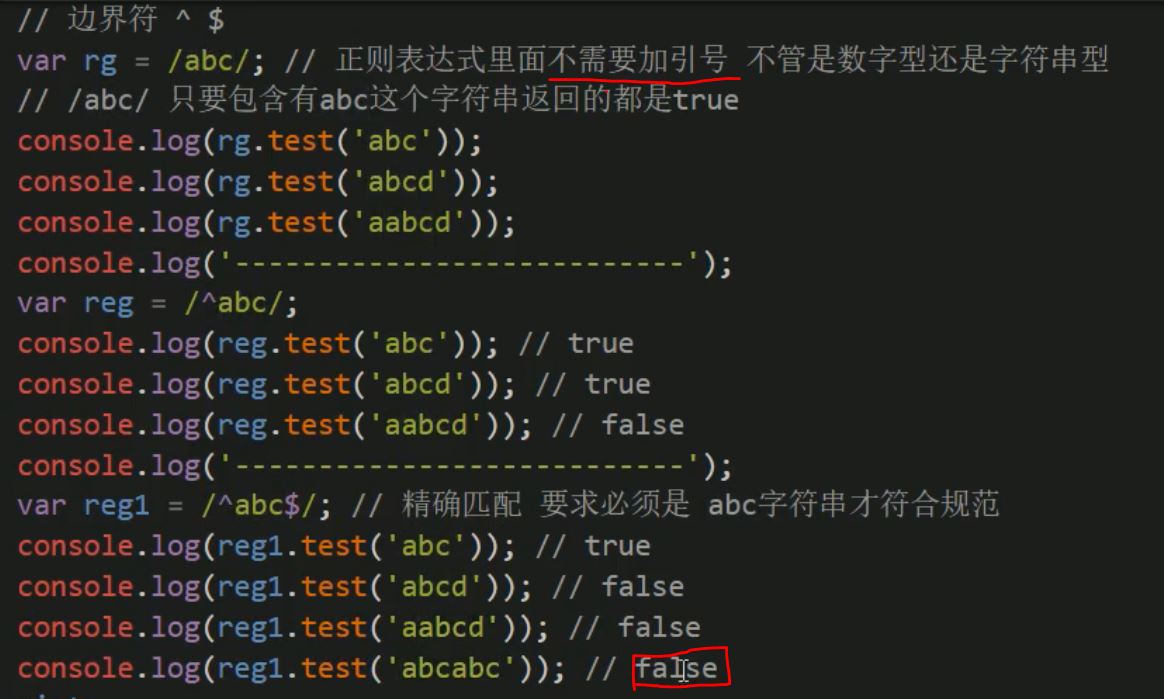 // 边界符 ^ $
var rg = /abc/; // 正则表达式里面不需要加引号 不管是数字型还是字符串型
// /abc/ 只要包含有abc这个字符串返回的都是true
console.log(rg.test('abc'));
console.log(rg.test('abcd'));
console.log(rg.test('aabcd'));
console.log('---------------------------');
var reg = /^abc/;
console.log(reg.test('abc')); // true
console.log(reg.test('abcd')); // true
console.log(reg.test('aabcd')); // false
console.log('---------------------------');
var reg1 = /^abc$/; // 精确匹配 要求必须是 abc字符串才符合规范
console.log(reg1.test('abc')); // true
console.log(reg1.test('abcd')); // false
console.log(reg1.test('aabcd')); // false
console.log(reg1.test('abcabc')); // false